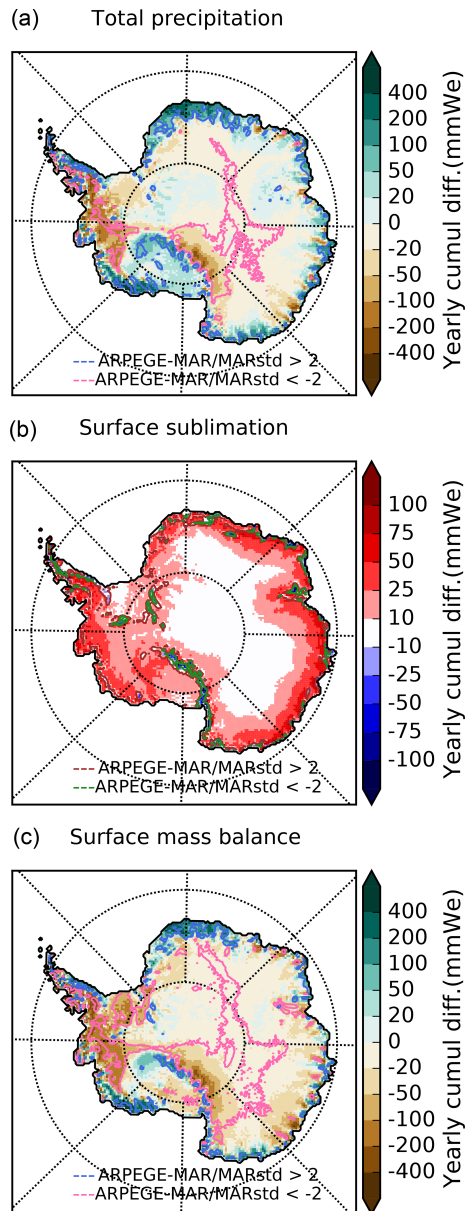 (a) Total precipitation
400
200
100
50
20
0
-20
-50
-100
-200
-400
Yearly cumul diff.(mmWe)
ARPEGE-MAR/MARstd > 2
ARPEGE-MAR/MARstd < -2
(b) Surface sublimation
100
75
50
25
10
-10
-25
-50
-75
-100
Yearly cumul diff.(mmWe)
ARPEGE-MAR/MARstd > 2
ARPEGE-MAR/MARstd < -2
(c) Surface mass balance
400
200
100
50
20
0
-20
-50
-100
-200
-400
Yearly cumul diff.(mmWe)
ARPEGE-MAR/MARstd > 2
ARPEGE-MAR/MARstd < -2